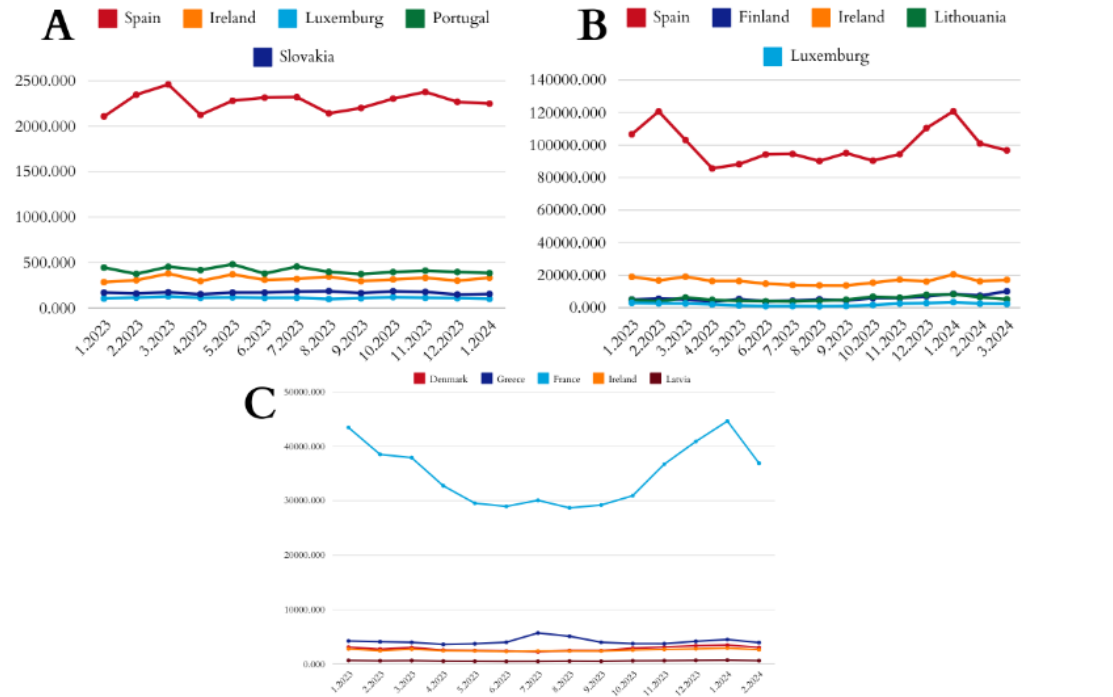 A
Spain Ireland Luxemburg Portugal
Slovakia
2500.000
2000.000
1500.000
1000.000
500.000
0.000
1.2023 2.2023 3.2023 4.2023 5.2023 6.2023 7.2023 8.2023 9.2023 10.2023 11.2023 12.2023 1.2024
B
Spain Finland Ireland Lithouania
Luxemburg
140000.000
120000.000
100000.000
80000.000
60000.000
40000.000
20000.000
0.000
1.2023 2.2023 3.2023 4.2023 5.2023 6.2023 7.2023 8.2023 9.2023 10.2023 11.2023 12.2023 1.2024 2.2024 3.2024
C
Denmark Greece France Ireland Latvia
50000.000
40000.000
30000.000
20000.000
10000.000
0.000
1.2023 2.2023 3.2023 4.2023 5.2023 6.2023 7.2023 8.2023 9.2023 10.2023 11.2023 12.2023 1.2024 2.2024